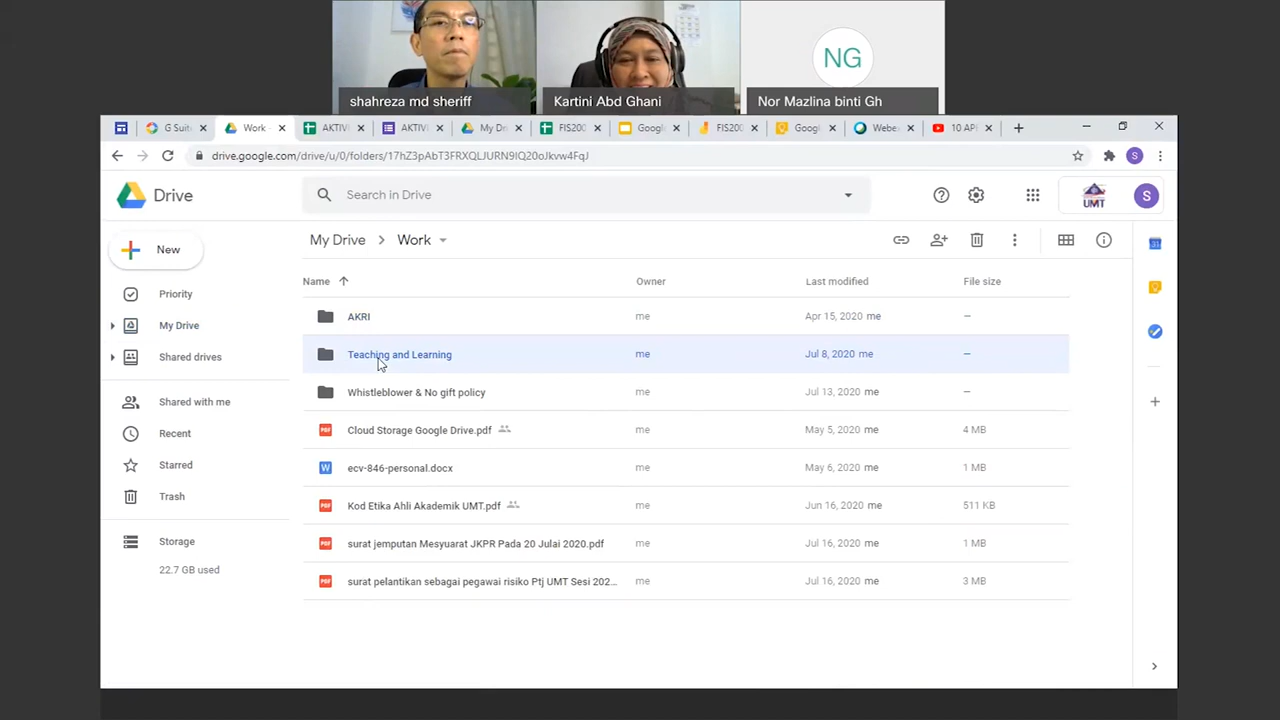 NG
shahreza md sheriff
Kartini Abd Ghani
Nor Mazlina binti Gh
G Suit
Work -
AKTIVI
AKTIVI
My Dr
FIS200
Googl
FIS200
Googl
Webex
10 API
drive.google.com/drive/u/0/folders/17hZ3pAbT3FRXQLJURN9IQ20oJkvw4FqJ
S
Drive
Search in Drive
UMT
S
New
My Drive
Work
Priority
My Drive
Shared drives
Shared with me
Recent
Starred
Trash
Storage
22.7 GB used
Name Owner Last modified File size
AKRI me Apr 15, 2020 me –
Teaching and Learning me Jul 8, 2020 me –
Whistleblower & No gift policy me Jul 13, 2020 me –
PDF Cloud Storage Google Drive.pdf me May 5, 2020 me 4 MB
W ecv-846-personal.docx me May 6, 2020 me 1 MB
PDF Kod Etika Ahli Akademik UMT.pdf me Jun 16, 2020 me 511 KB
PDF surat jemputan Mesyuarat JKPR Pada 20 Julai 2020.pdf me Jul 16, 2020 me 1 MB
PDF surat pelantikan sebagai pegawai risiko Ptj UMT Sesi 202... me Jul 16, 2020 me 3 MB
31